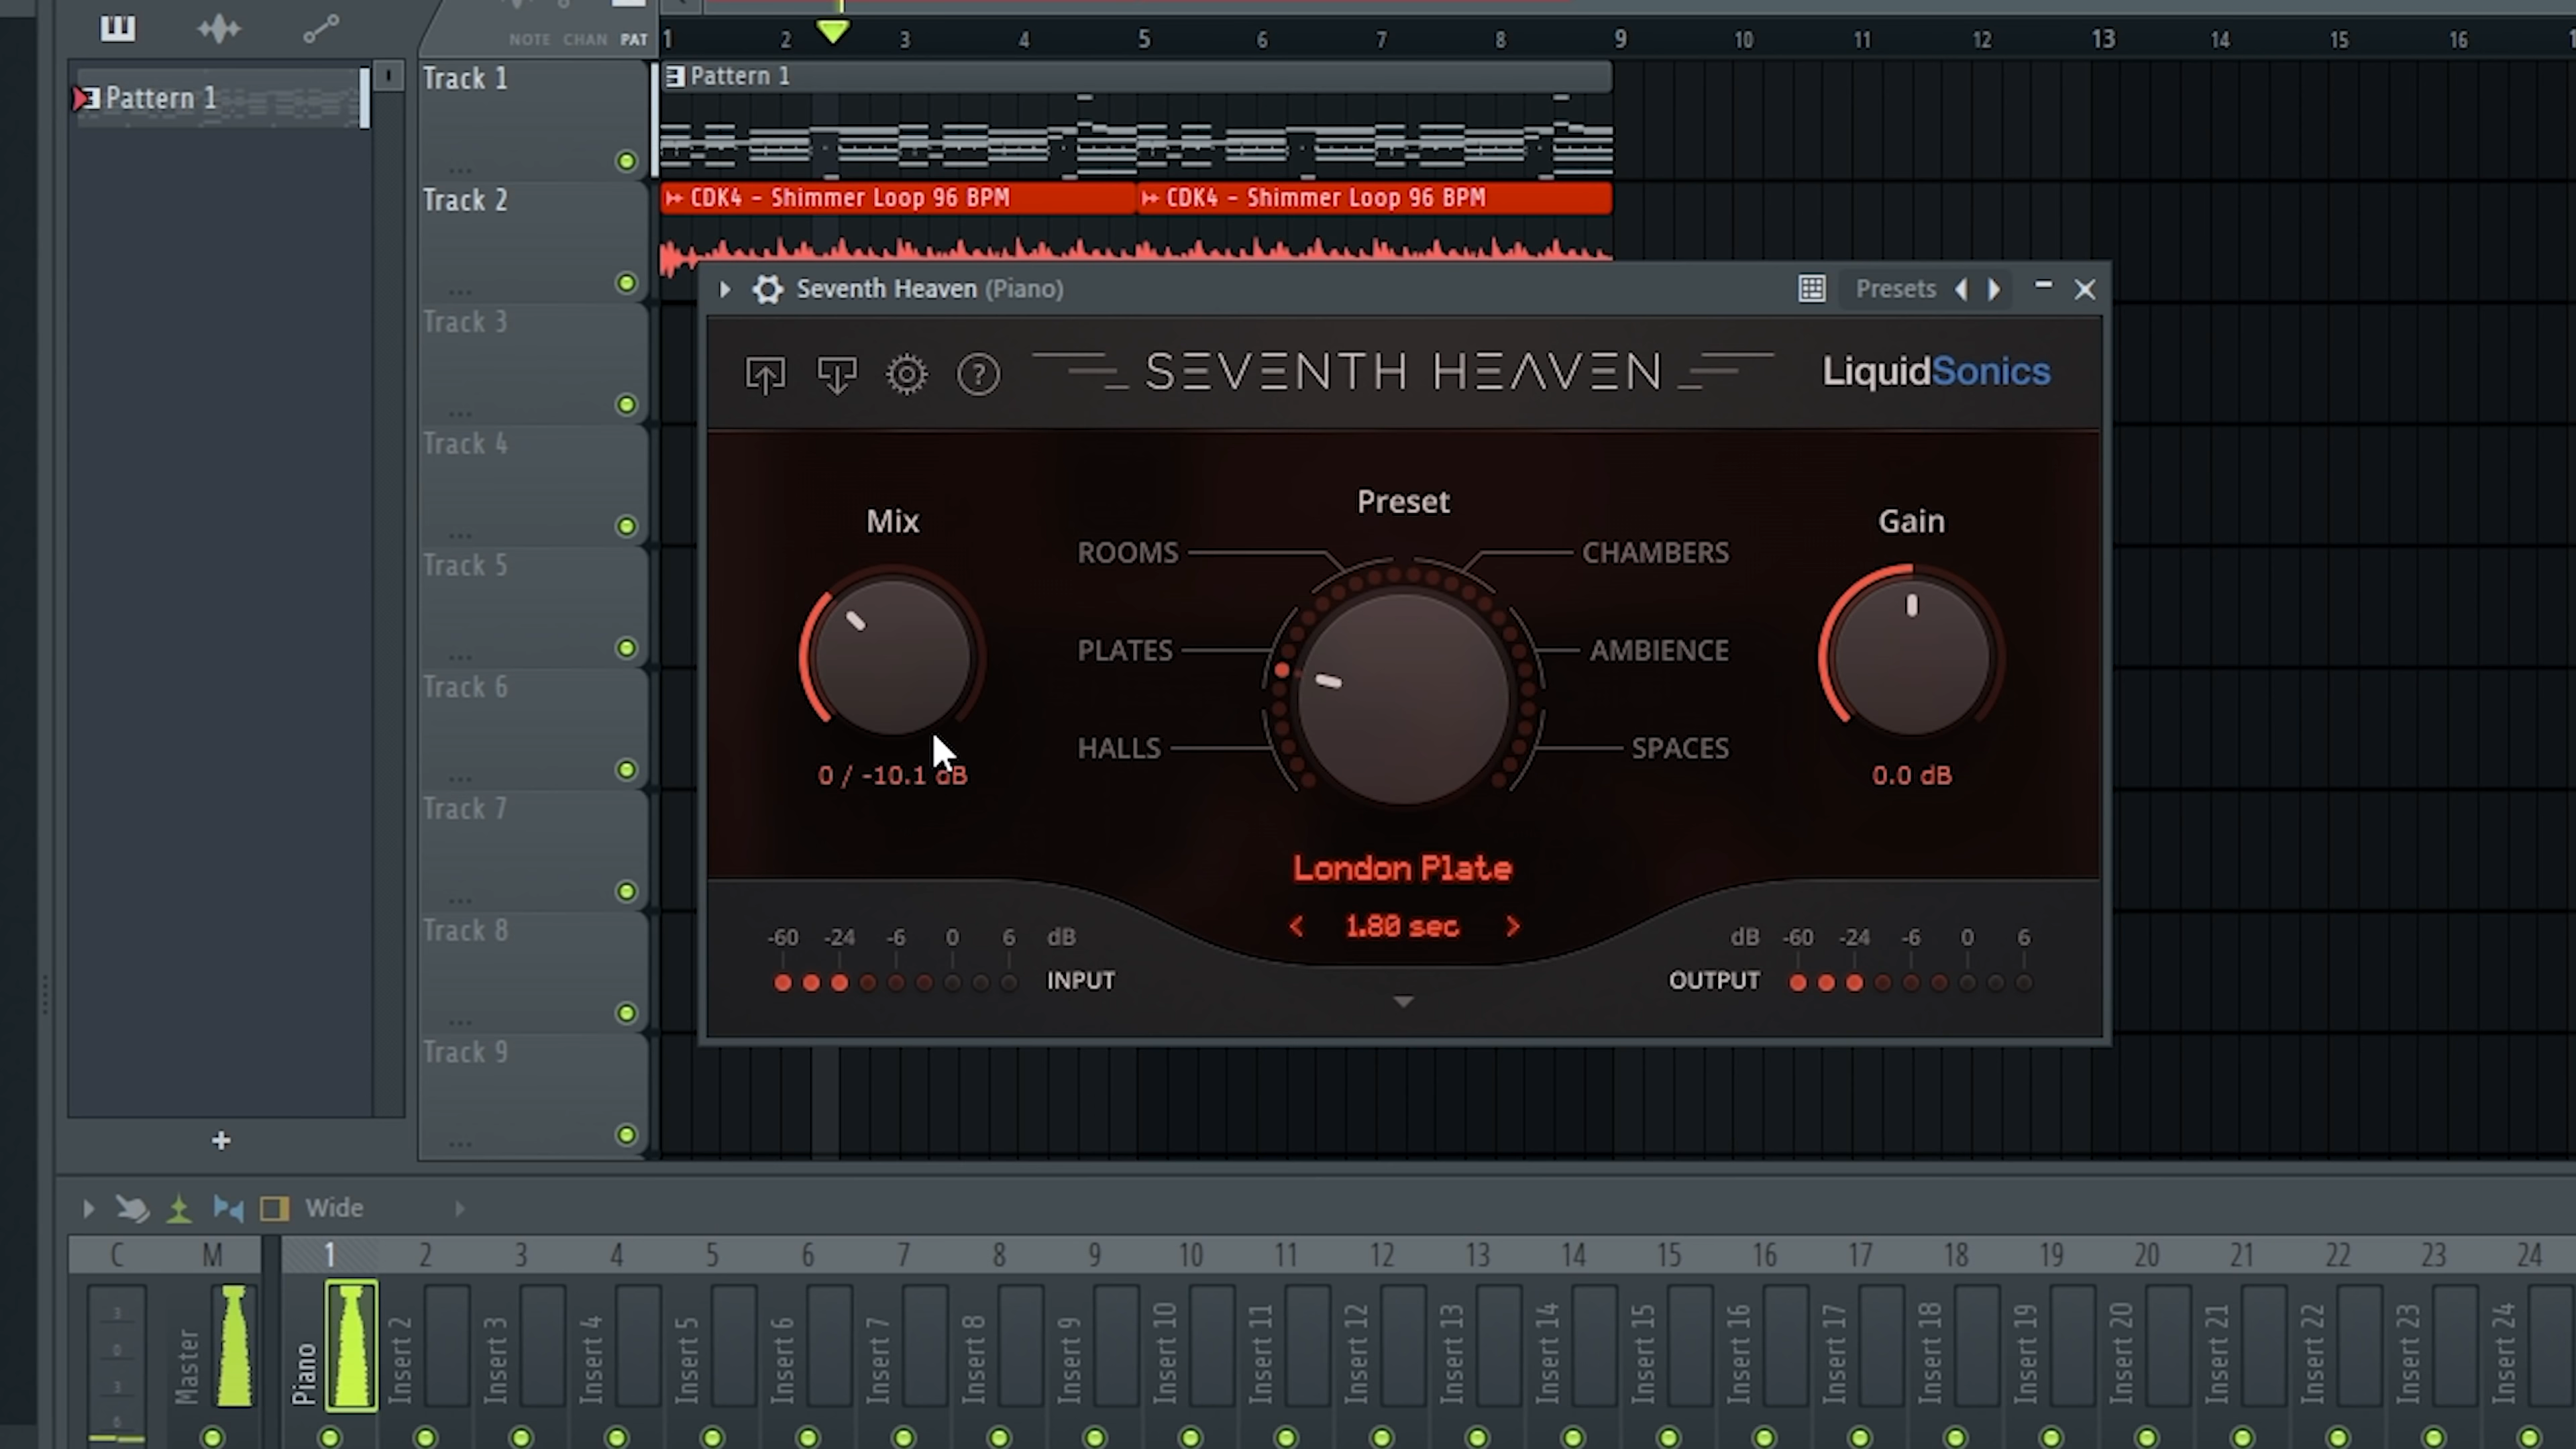 NOTE CHAN PAT
1 2 3 4 5 6 7 8 9 10 11 12 13 14 15 16
Pattern 1
Track 1
Pattern 1
Track 2
CDK4 - Shimmer Loop 96 BPM
CDK4 - Shimmer Loop 96 BPM
Track 3
Track 4
Track 5
Track 6
Track 7
Track 8
Track 9
Seventh Heaven (Piano)
Presets
SEVENTH HEAVEN
LiquidSonics
Mix
Preset
Gain
ROOMS
CHAMBERS
PLATES
AMBIENCE
HALLS
SPACES
0 / -10.1 dB
0.0 dB
London Plate
< 1.80 sec >
-60 -24 -6 0 6 dB
INPUT
dB -60 -24 -6 0 6
OUTPUT
+
Wide
C M 1 2 3 4 5 6 7 8 9 10 11 12 13 14 15 16 17 18 19 20 21 22 23 24
3
0
3
6
Master
Piano
Insert 2
Insert 3
Insert 4
Insert 5
Insert 6
Insert 7
Insert 8
Insert 9
Insert 10
Insert 11
Insert 12
Insert 13
Insert 14
Insert 15
Insert 16
Insert 17
Insert 18
Insert 19
Insert 20
Insert 21
Insert 22
Insert 23
Insert 24